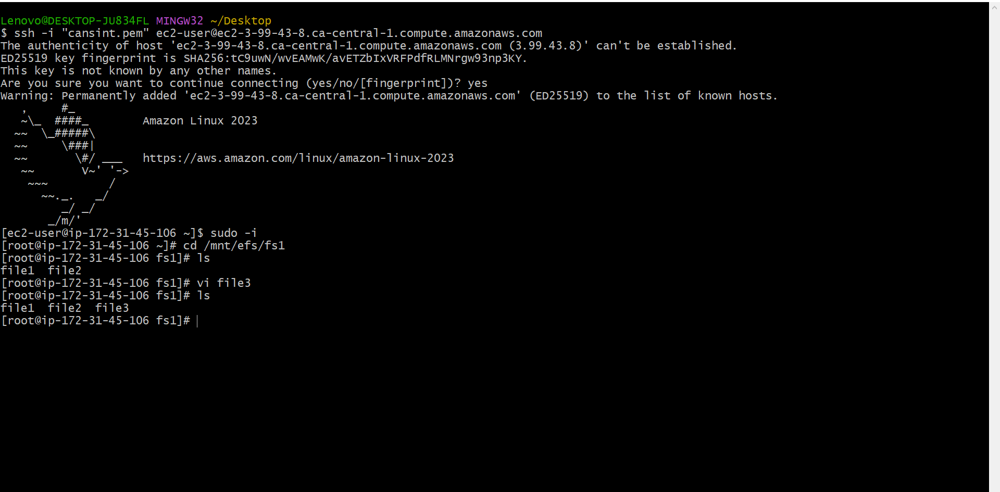 Lenovo@DESKTOP-JU834FL MINGW32 ~/Desktop
$ ssh -i "cansint.pem" ec2-user@ec2-3-99-43-8.ca-central-1.compute.amazonaws.com
The authenticity of host 'ec2-3-99-43-8.ca-central-1.compute.amazonaws.com (3.99.43.8)' can't be established.
ED25519 key fingerprint is SHA256:tC9uwN/wvEAMwK/avETZbIxVRFPdfRLMNrgw93np3KY.
This key is not known by any other names.
Are you sure you want to continue connecting (yes/no/[fingerprint])? yes
Warning: Permanently added 'ec2-3-99-43-8.ca-central-1.compute.amazonaws.com' (ED25519) to the list of known hosts.
   ,     #_
   ~\_  ####_        Amazon Linux 2023
  ~~  \_#####\
  ~~     \###|
  ~~       \#/ ___   https://aws.amazon.com/linux/amazon-linux-2023
   ~~       V~' '->
    ~~~         /
      ~~._.   _/
         _/ _/
       _/m/'
[ec2-user@ip-172-31-45-106 ~]$ sudo -i
[root@ip-172-31-45-106 ~]# cd /mnt/efs/fs1
[root@ip-172-31-45-106 fs1]# ls
file1  file2
[root@ip-172-31-45-106 fs1]# vi file3
[root@ip-172-31-45-106 fs1]# ls
file1  file2  file3
[root@ip-172-31-45-106 fs1]#